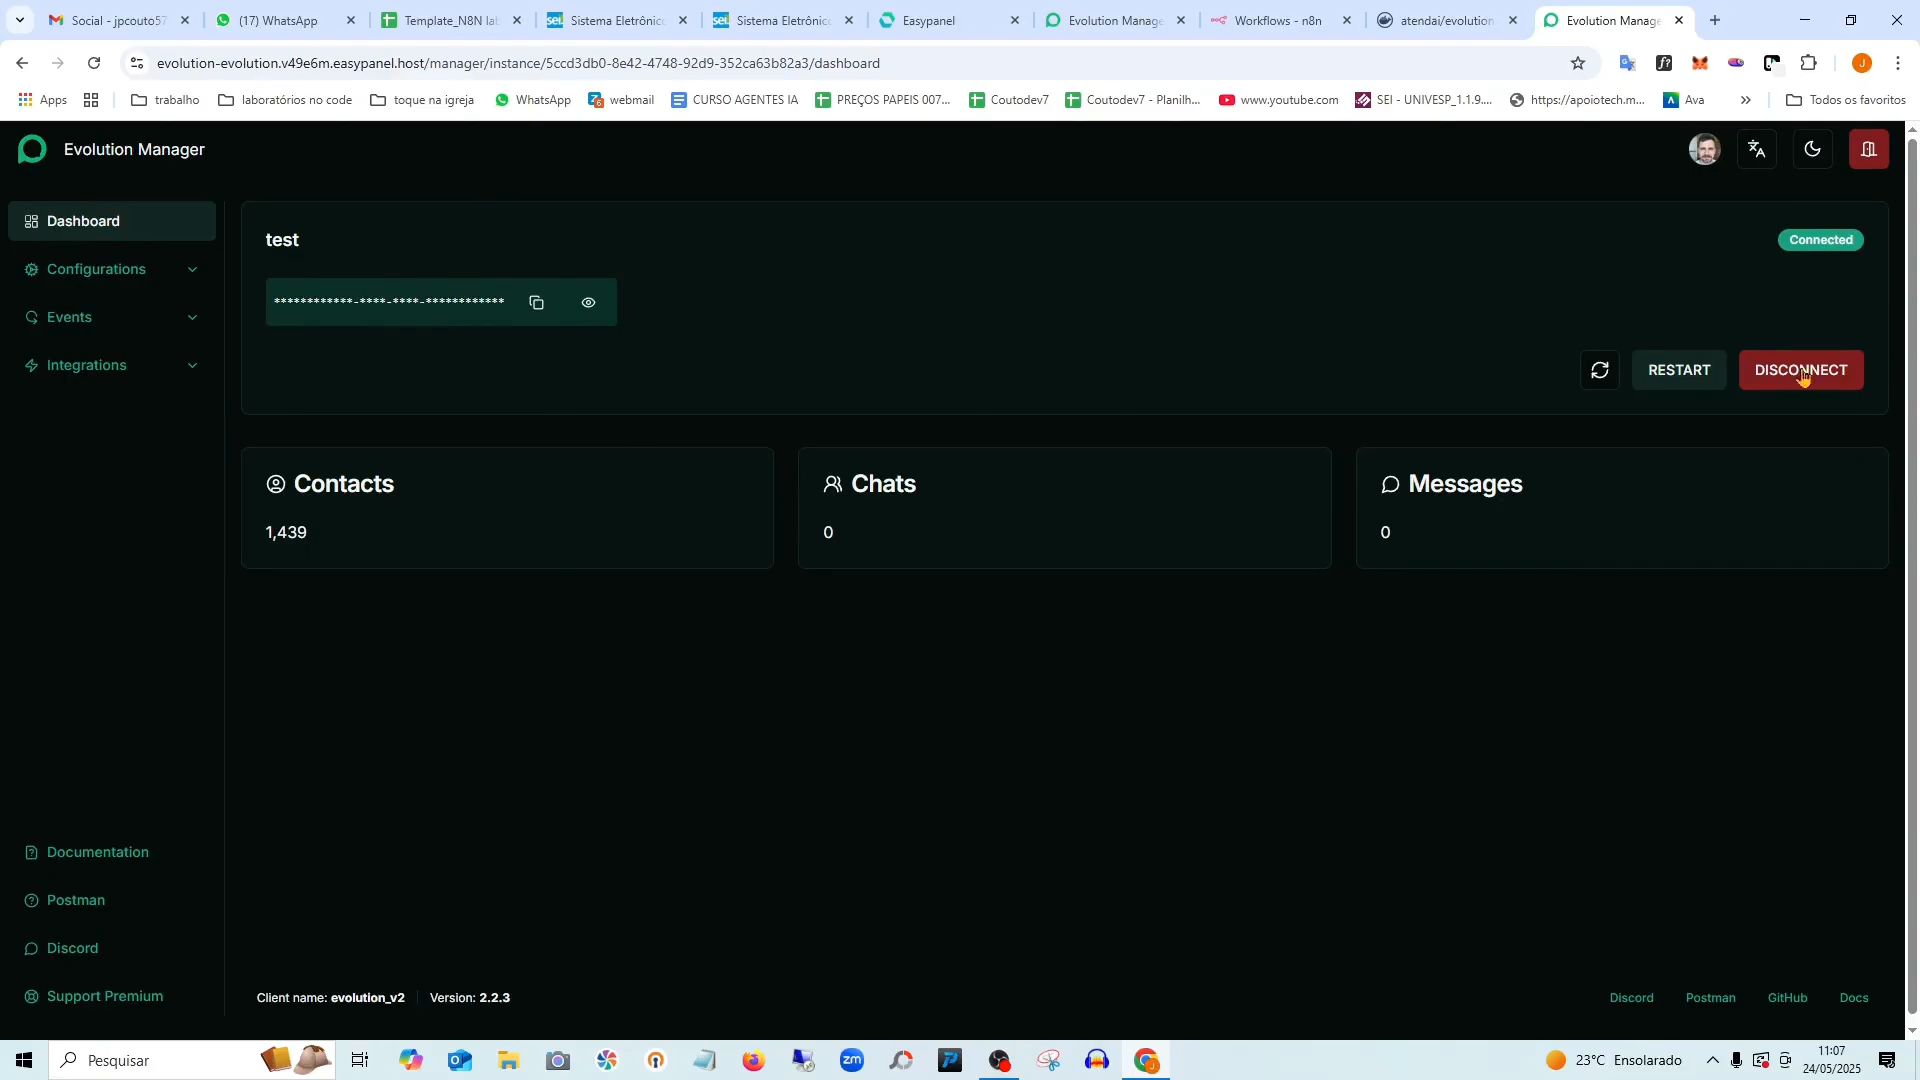 Social - jpcouto57
(17) WhatsApp
Template_N8N lab
Sistema Eletrônico
Sistema Eletrônico
Easypanel
Evolution Manage
Workflows - n8n
atendai/evolution-
Evolution Manage
evolution-evolution.v49e6m.easypanel.host/manager/instance/5ccd3db0-8e42-4748-92d9-352ca63b82a3/dashboard
Apps
trabalho
laboratórios no code
toque na igreja
WhatsApp
webmail
CURSO AGENTES IA
PREÇOS PAPEIS 007...
Coutodev7
Coutodev7 - Planilh...
www.youtube.com
SEI - UNIVESP_1.1.9....
https://apoiotech.m...
Ava
Todos os favoritos
Evolution Manager
Dashboard
Configurations
Events
Integrations
test
Connected
************-****-****-************
RESTART
DISCONNECT
Contacts
1,439
Chats
0
Messages
0
Documentation
Postman
Discord
Support Premium
Client name: evolution_v2
Version: 2.2.3
Discord
Postman
GitHub
Docs
Pesquisar
23°C Ensolarado
11:07
24/05/2025